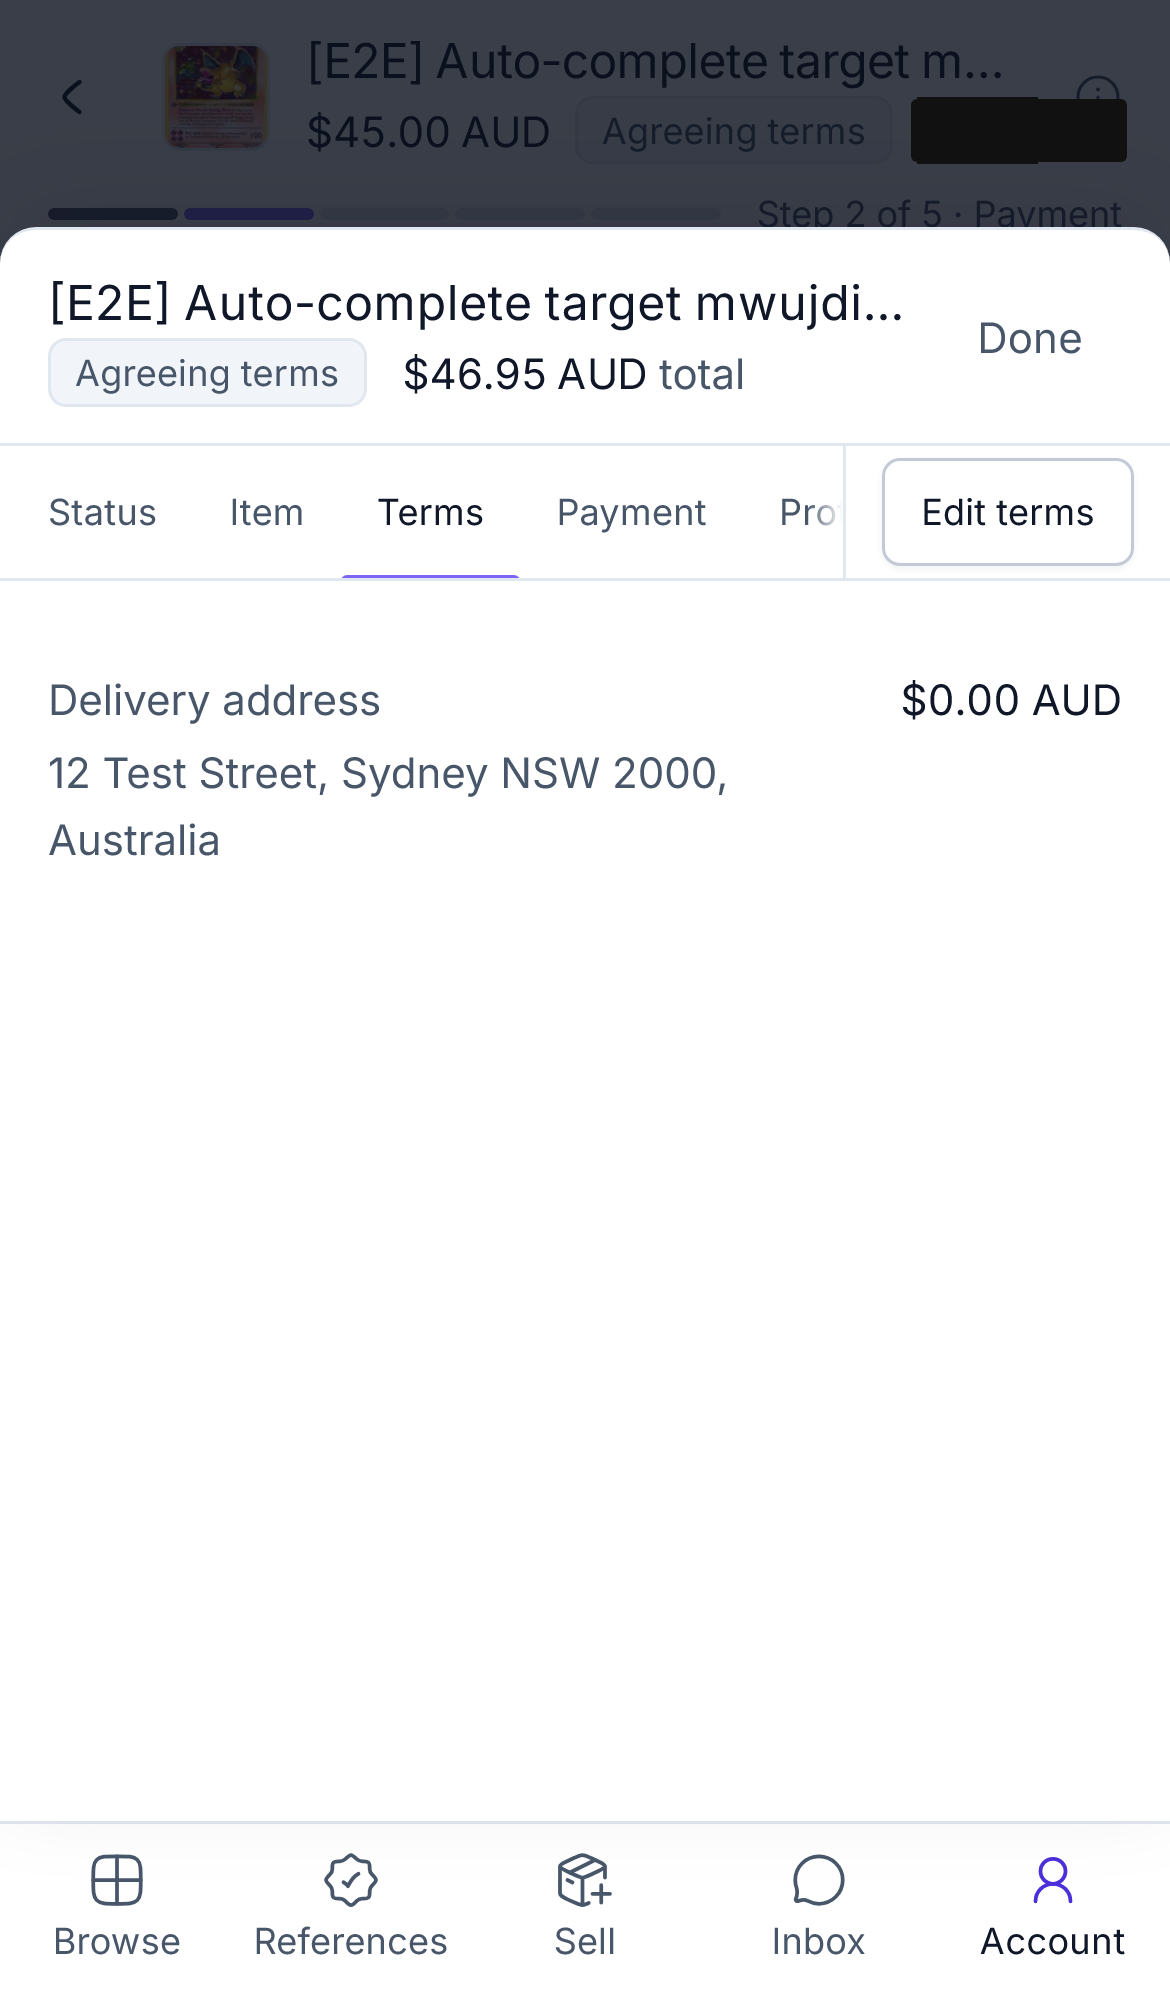 [E2E] Auto-complete target m...
$45.00 AUD Agreeing terms
Step 2 of 5 · Payment
[E2E] Auto-complete target mwujdi...
Agreeing terms $46.95 AUD total
Done
Status Item Terms Payment Pro
Edit terms
Delivery address $0.00 AUD
12 Test Street, Sydney NSW 2000,
Australia
Browse References Sell Inbox Account